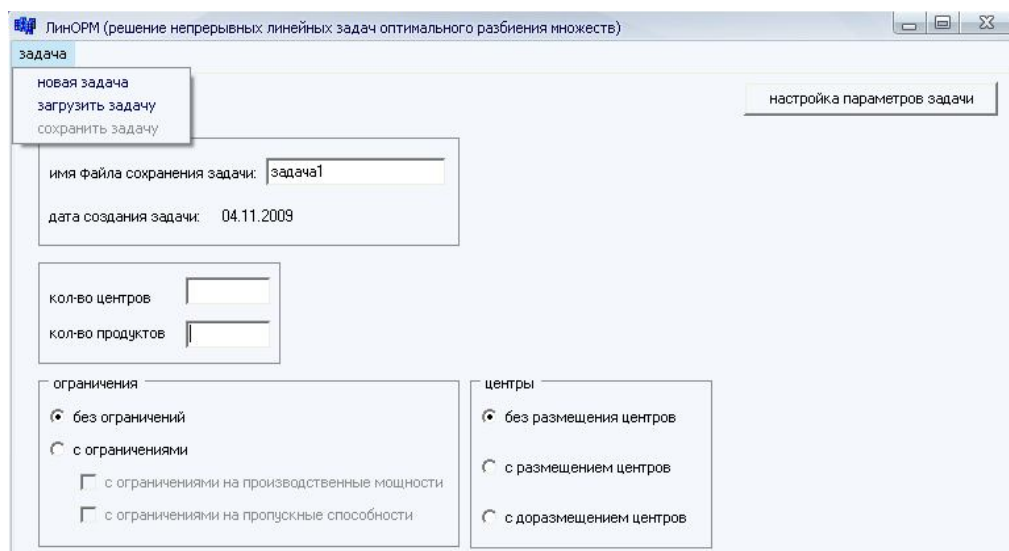 ЛинОРМ (решение непрерывных линейных задач оптимального разбиения множеств)
задача
новая задача
загрузить задачу
сохранить задачу
настройка параметров задачи
имя файла сохранения задачи: задача1
дата создания задачи: 04.11.2009
кол-во центров
кол-во продуктов
ограничения
без ограничений
с ограничениями
с ограничениями на производственные мощности
с ограничениями на пропускные способности
центры
без размещения центров
с размещением центров
с доразмещением центров